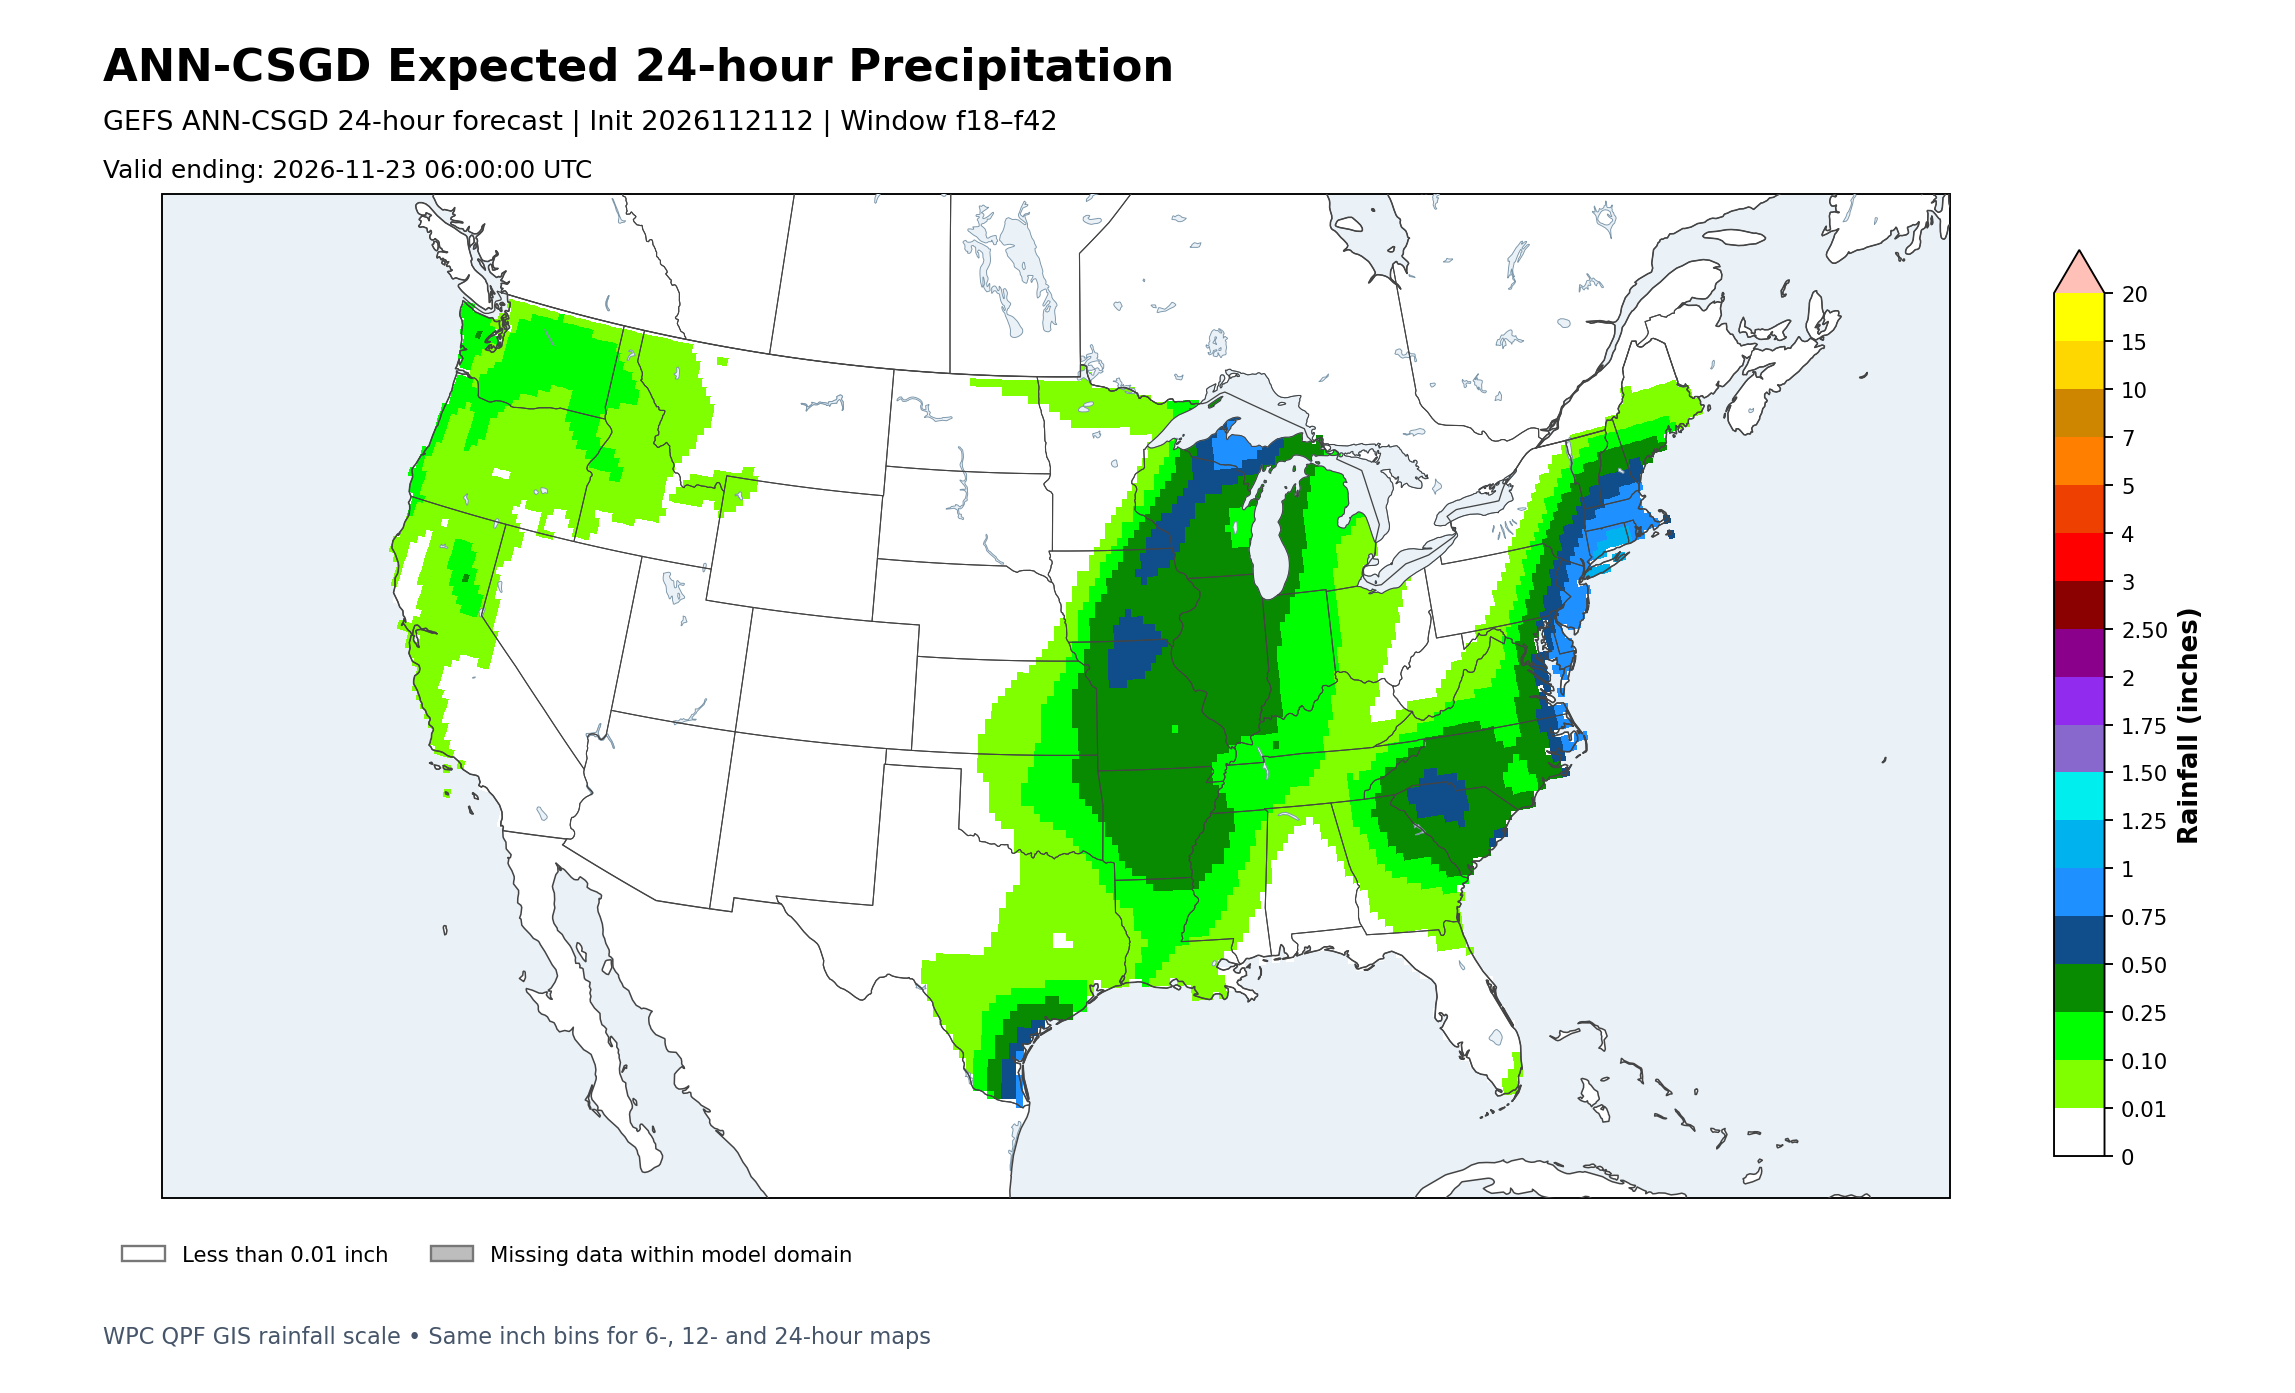 ANN-CSGD Expected 24-hour Precipitation
GEFS ANN-CSGD 24-hour forecast | Init 2026112112 | Window f18–f42
Valid ending: 2026-11-23 06:00:00 UTC
20
15
10
7
5
4
3
2.50
2
1.75
1.50
1.25
1
0.75
0.50
0.25
0.10
0.01
0
Rainfall (inches)
Less than 0.01 inch
Missing data within model domain
WPC QPF GIS rainfall scale • Same inch bins for 6-, 12- and 24-hour maps